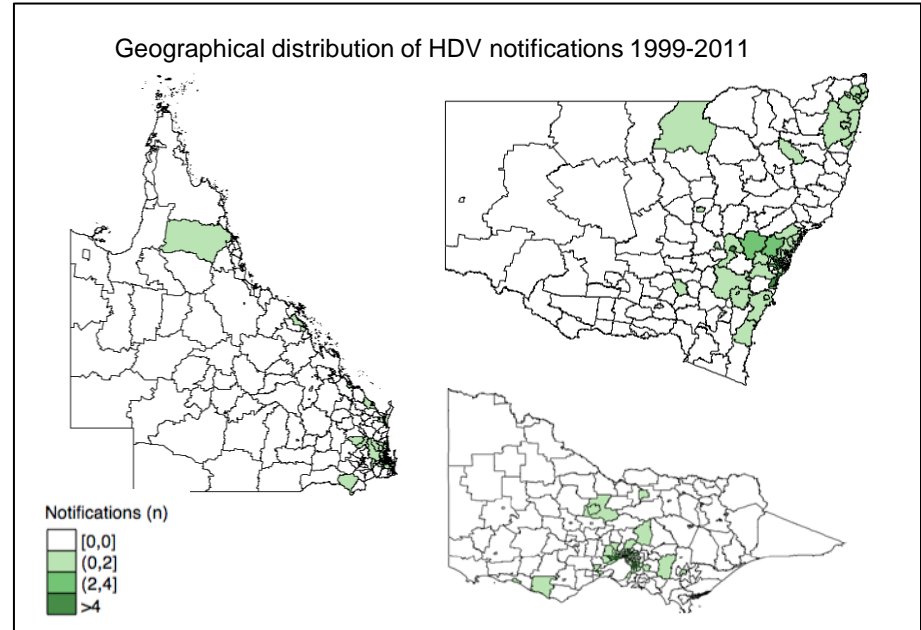 Geographical distribution of HDV notifications 1999-2011
Notifications (n)
[0,0]
(0,2]
(2,4]
>4